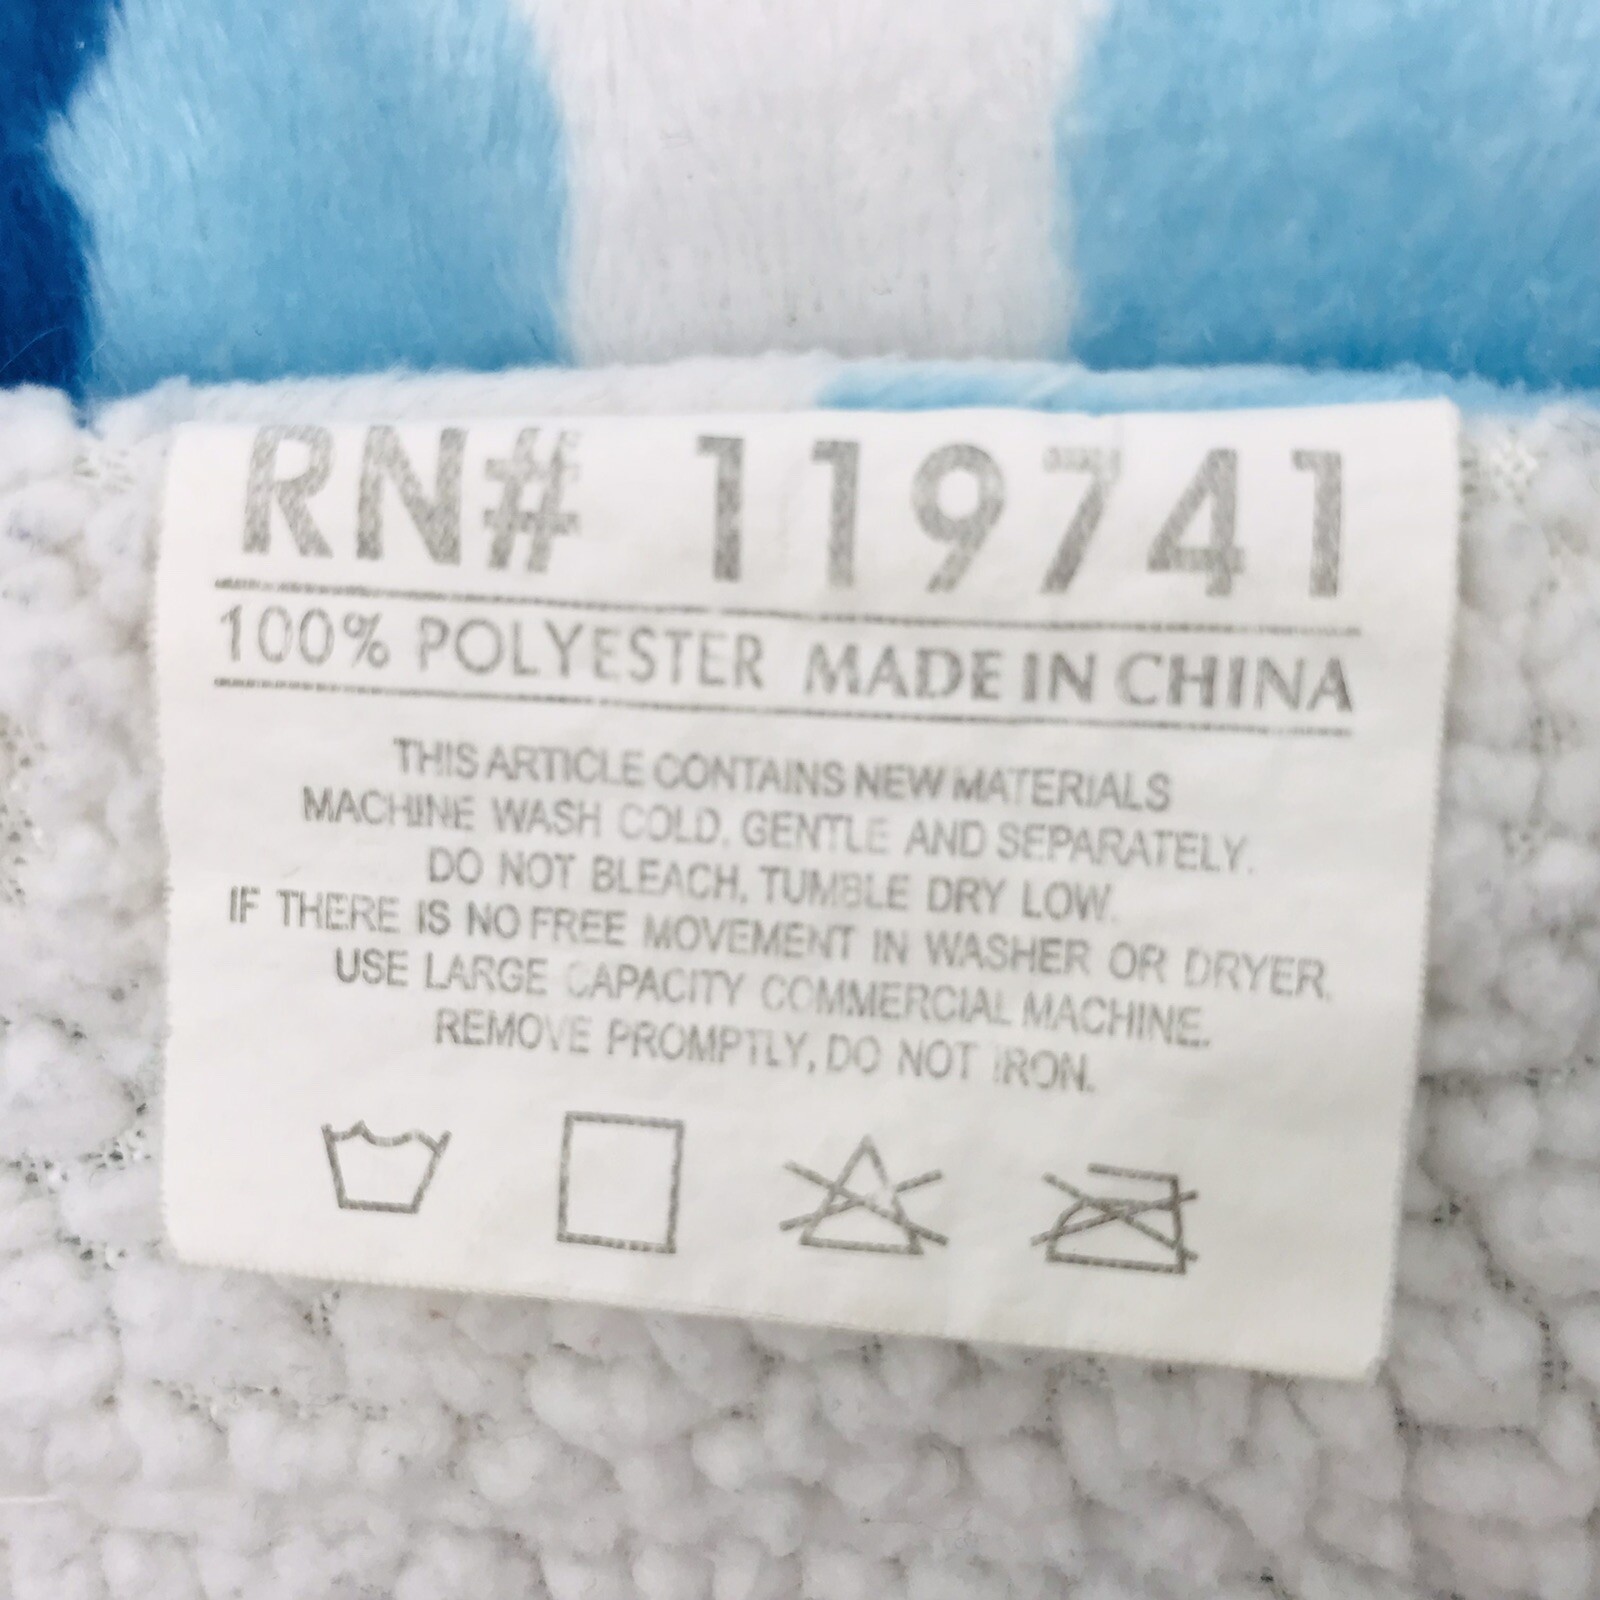 RN# 119741
100% POLYESTER MADE IN CHINA
THIS ARTICLE CONTAINS NEW MATERIALS
MACHINE WASH COLD, GENTLE AND SEPARATELY.
DO NOT BLEACH, TUMBLE DRY LOW.
IF THERE IS NO FREE MOVEMENT IN WASHER OR DRYER,
USE LARGE CAPACITY COMMERCIAL MACHINE.
REMOVE PROMPTLY, DO NOT IRON.